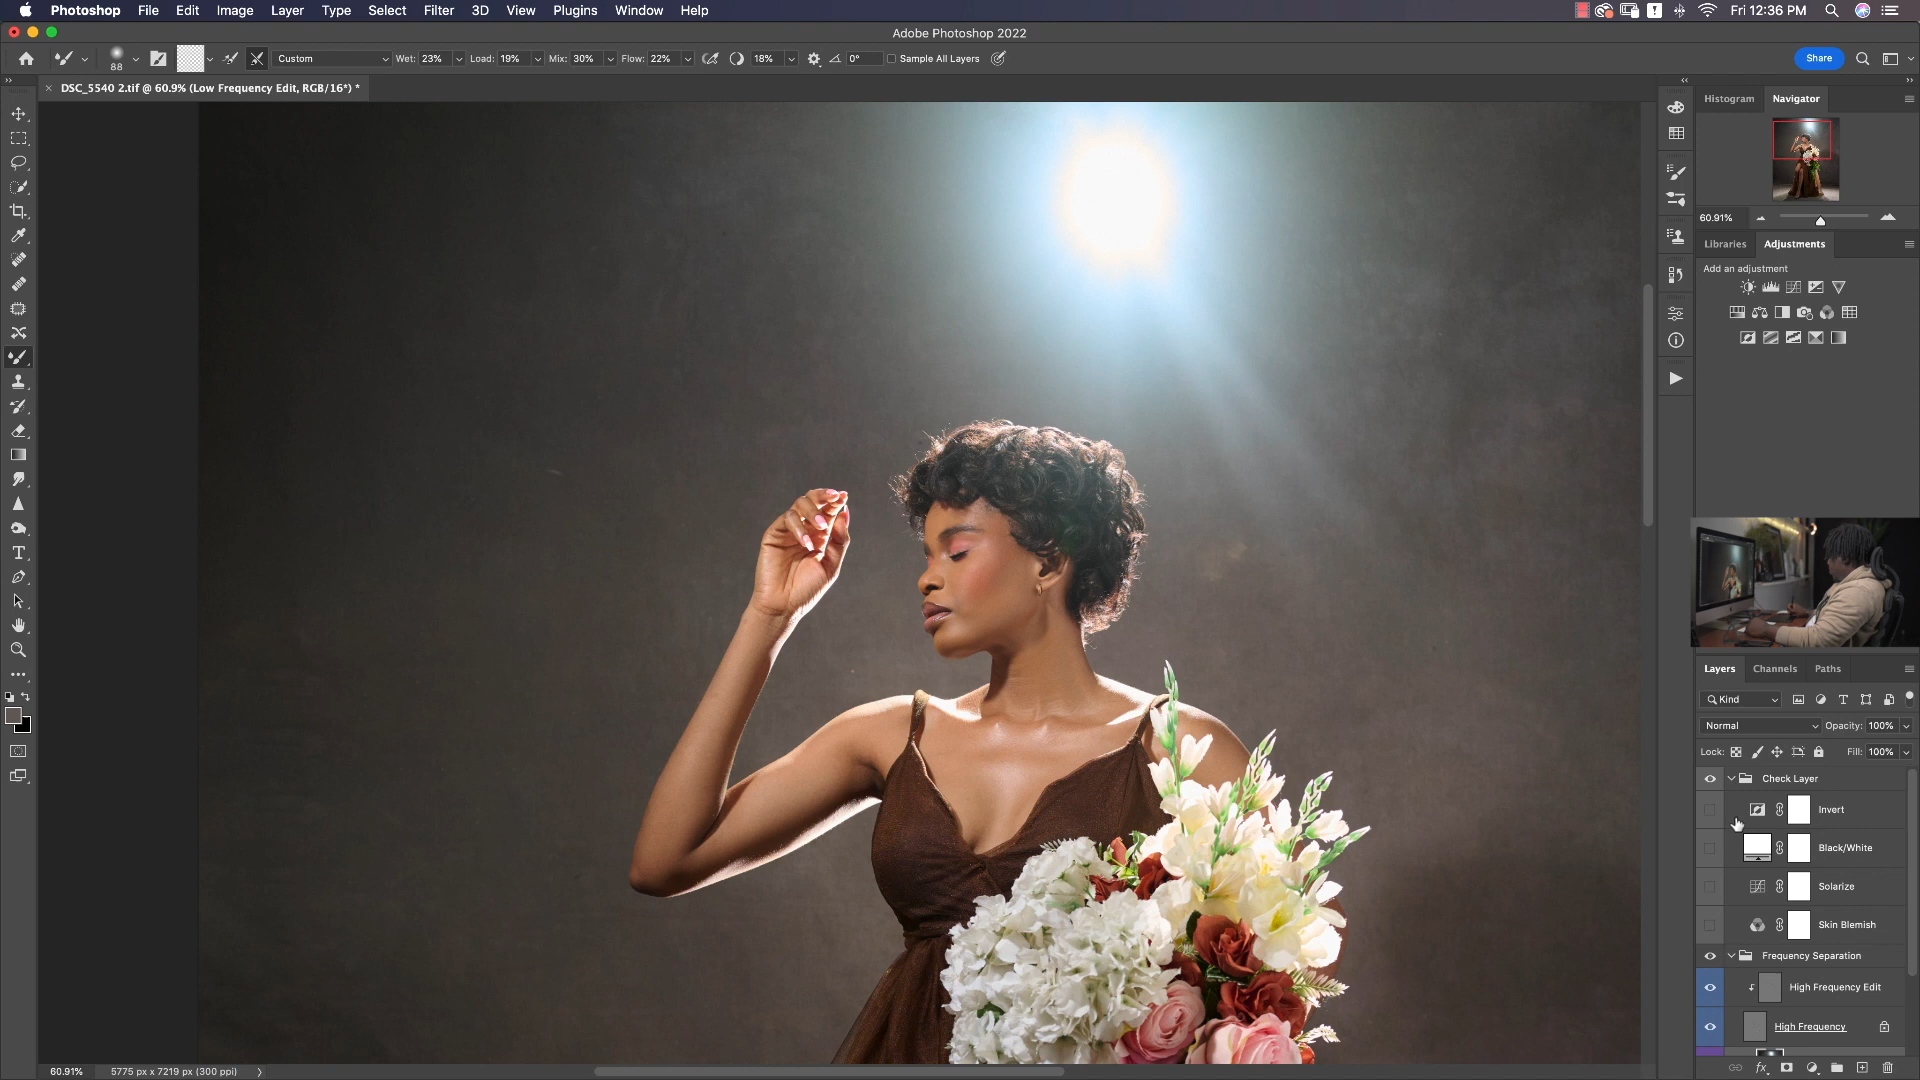 Photoshop File Edit Image Layer Type Select Filter 3D View Plugins Window Help Fri 12:36 PM
Adobe Photoshop 2022
88 Custom Wet: 23% Load: 19% Mix: 30% Flow: 22% 18% 0° Sample All Layers Share
DSC_5540 2.tif @ 60.9% (Low Frequency Edit, RGB/16*) *
Histogram Navigator
60.91%
Libraries Adjustments
Add an adjustment
Layers Channels Paths
Kind
Normal Opacity: 100%
Lock: Fill: 100%
Check Layer
Invert
Black/White
Solarize
Skin Blemish
Frequency Separation
High Frequency Edit
High Frequency
fx
60.91% 5775 px x 7219 px (300 ppi)